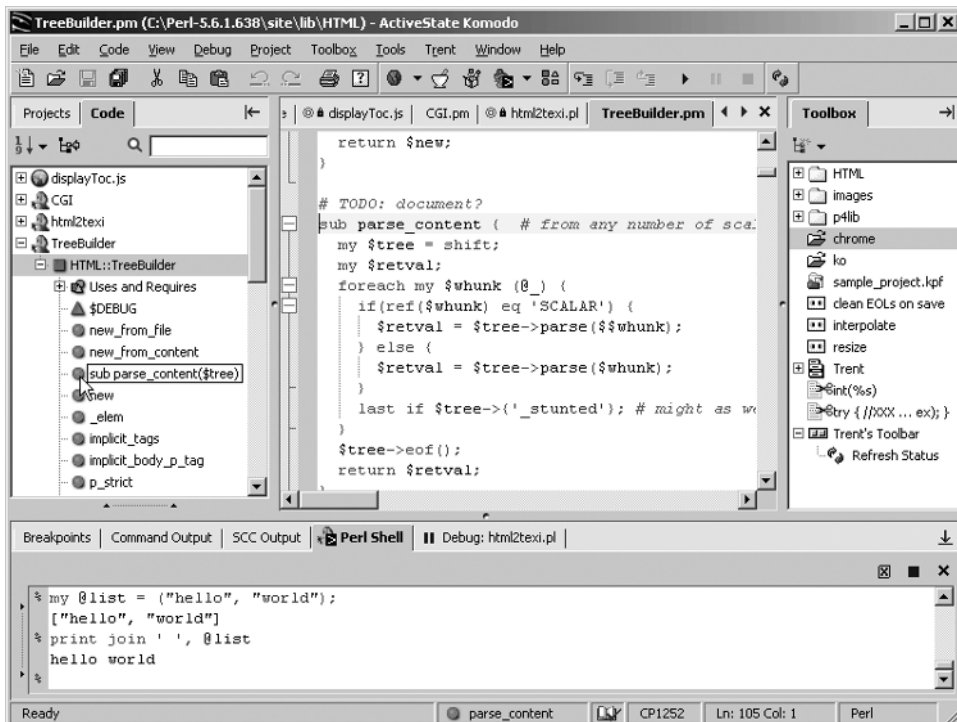 TreeBuilder.pm (C:\Perl-5.6.1.638\site\lib\HTML) - ActiveState Komodo
File Edit Code View Debug Project Toolbox Tools Trent Window Help
Projects Code
displayToc.js
CGI
html2texi
TreeBuilder
HTML::TreeBuilder
Uses and Requires
$DEBUG
new_from_file
new_from_content
sub parse_content($tree)
new
_elem
implicit_tags
implicit_body_p_tag
p_strict
displayToc.js CGI.pm html2texi.pl TreeBuilder.pm
return $new;
}
# TODO: document?
sub parse_content { # from any number of scal
my $tree = shift;
my $retval;
foreach my $whunk (@_) {
if(ref($whunk) eq 'SCALAR') {
$retval = $tree->parse($$whunk);
} else {
$retval = $tree->parse($whunk);
}
last if $tree->{'_stunted'}; # might as we
}
$tree->eof();
return $retval;
Toolbox
HTML
images
p4lib
chrome
ko
sample_project.kpf
clean EOLs on save
interpolate
resize
Trent
int(%s)
try { //XXX ... ex); }
Trent's Toolbar
Refresh Status
Breakpoints Command Output SCC Output Perl Shell Debug: html2texi.pl
% my @list = ("hello", "world");
["hello", "world"]
% print join ' ', @list
hello world
%
Ready parse_content CP1252 Ln: 105 Col: 1 Perl